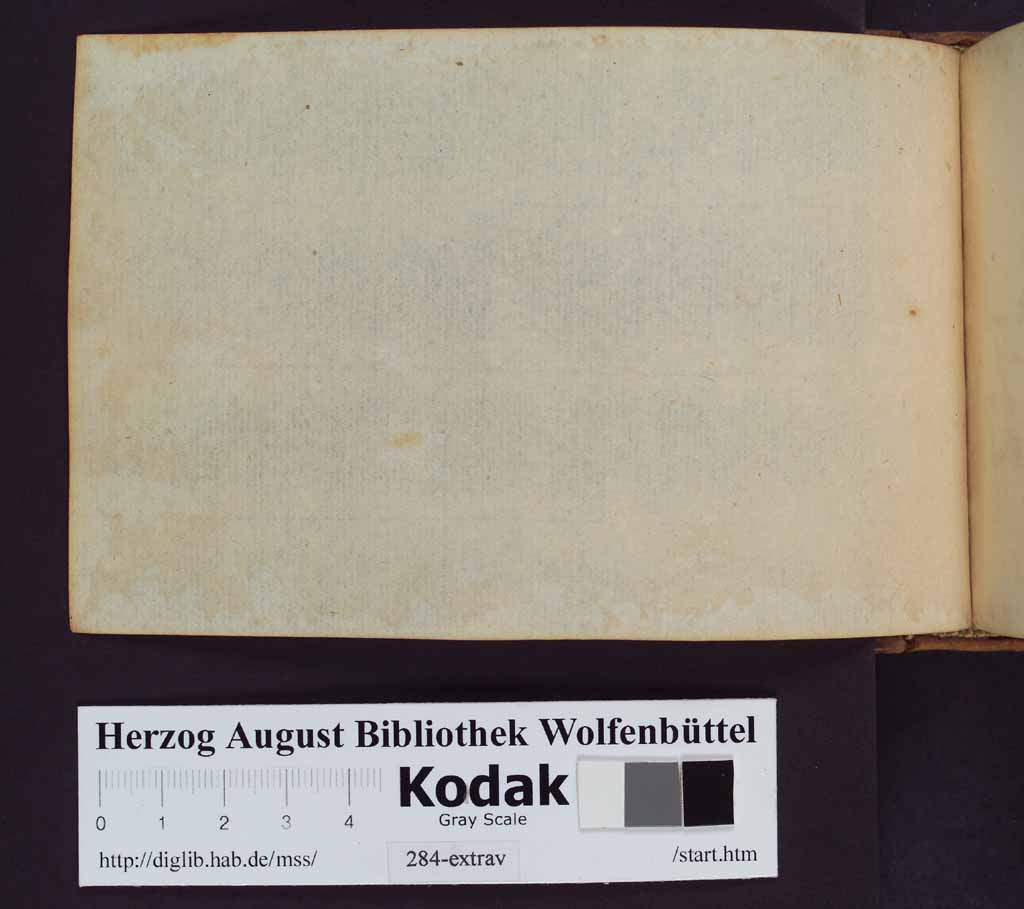 Herzog August Bibliothek Wolfenbüttel
Kodak
Gray Scale
0 1 2 3 4
http://diglib.hab.de/mss/ 284-extrav /start.htm